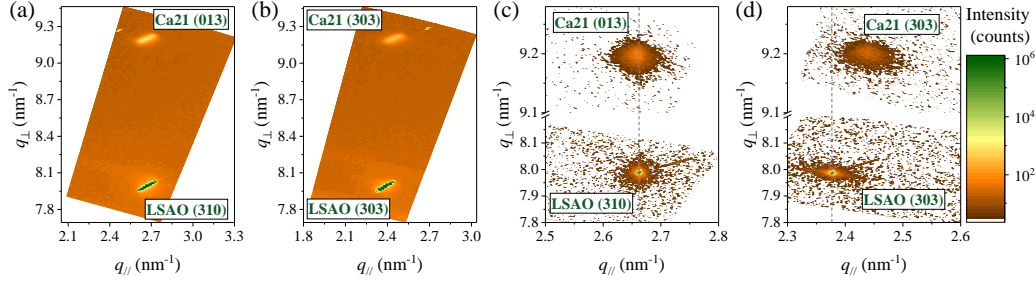 (a)
Ca21 (013)
LSAO (310)
9.3
9.0
8.7
8.4
8.1
7.8
q⊥ (nm⁻¹)
2.1 2.4 2.7 3.0 3.3
q// (nm⁻¹)
(b)
Ca21 (303)
LSAO (303)
9.3
9.0
8.7
8.4
8.1
7.8
q⊥ (nm⁻¹)
1.8 2.1 2.4 2.7 3.0
q// (nm⁻¹)
(c)
Ca21 (013)
LSAO (310)
9.2
9.1
8.0
7.9
7.8
q⊥ (nm⁻¹)
2.5 2.6 2.7 2.8
q// (nm⁻¹)
(d)
Ca21 (303)
LSAO (303)
9.2
9.1
8.1
8.0
7.9
7.8
q⊥ (nm⁻¹)
2.3 2.4 2.5 2.6
q// (nm⁻¹)
Intensity
(counts)
10⁶
10⁴
10²